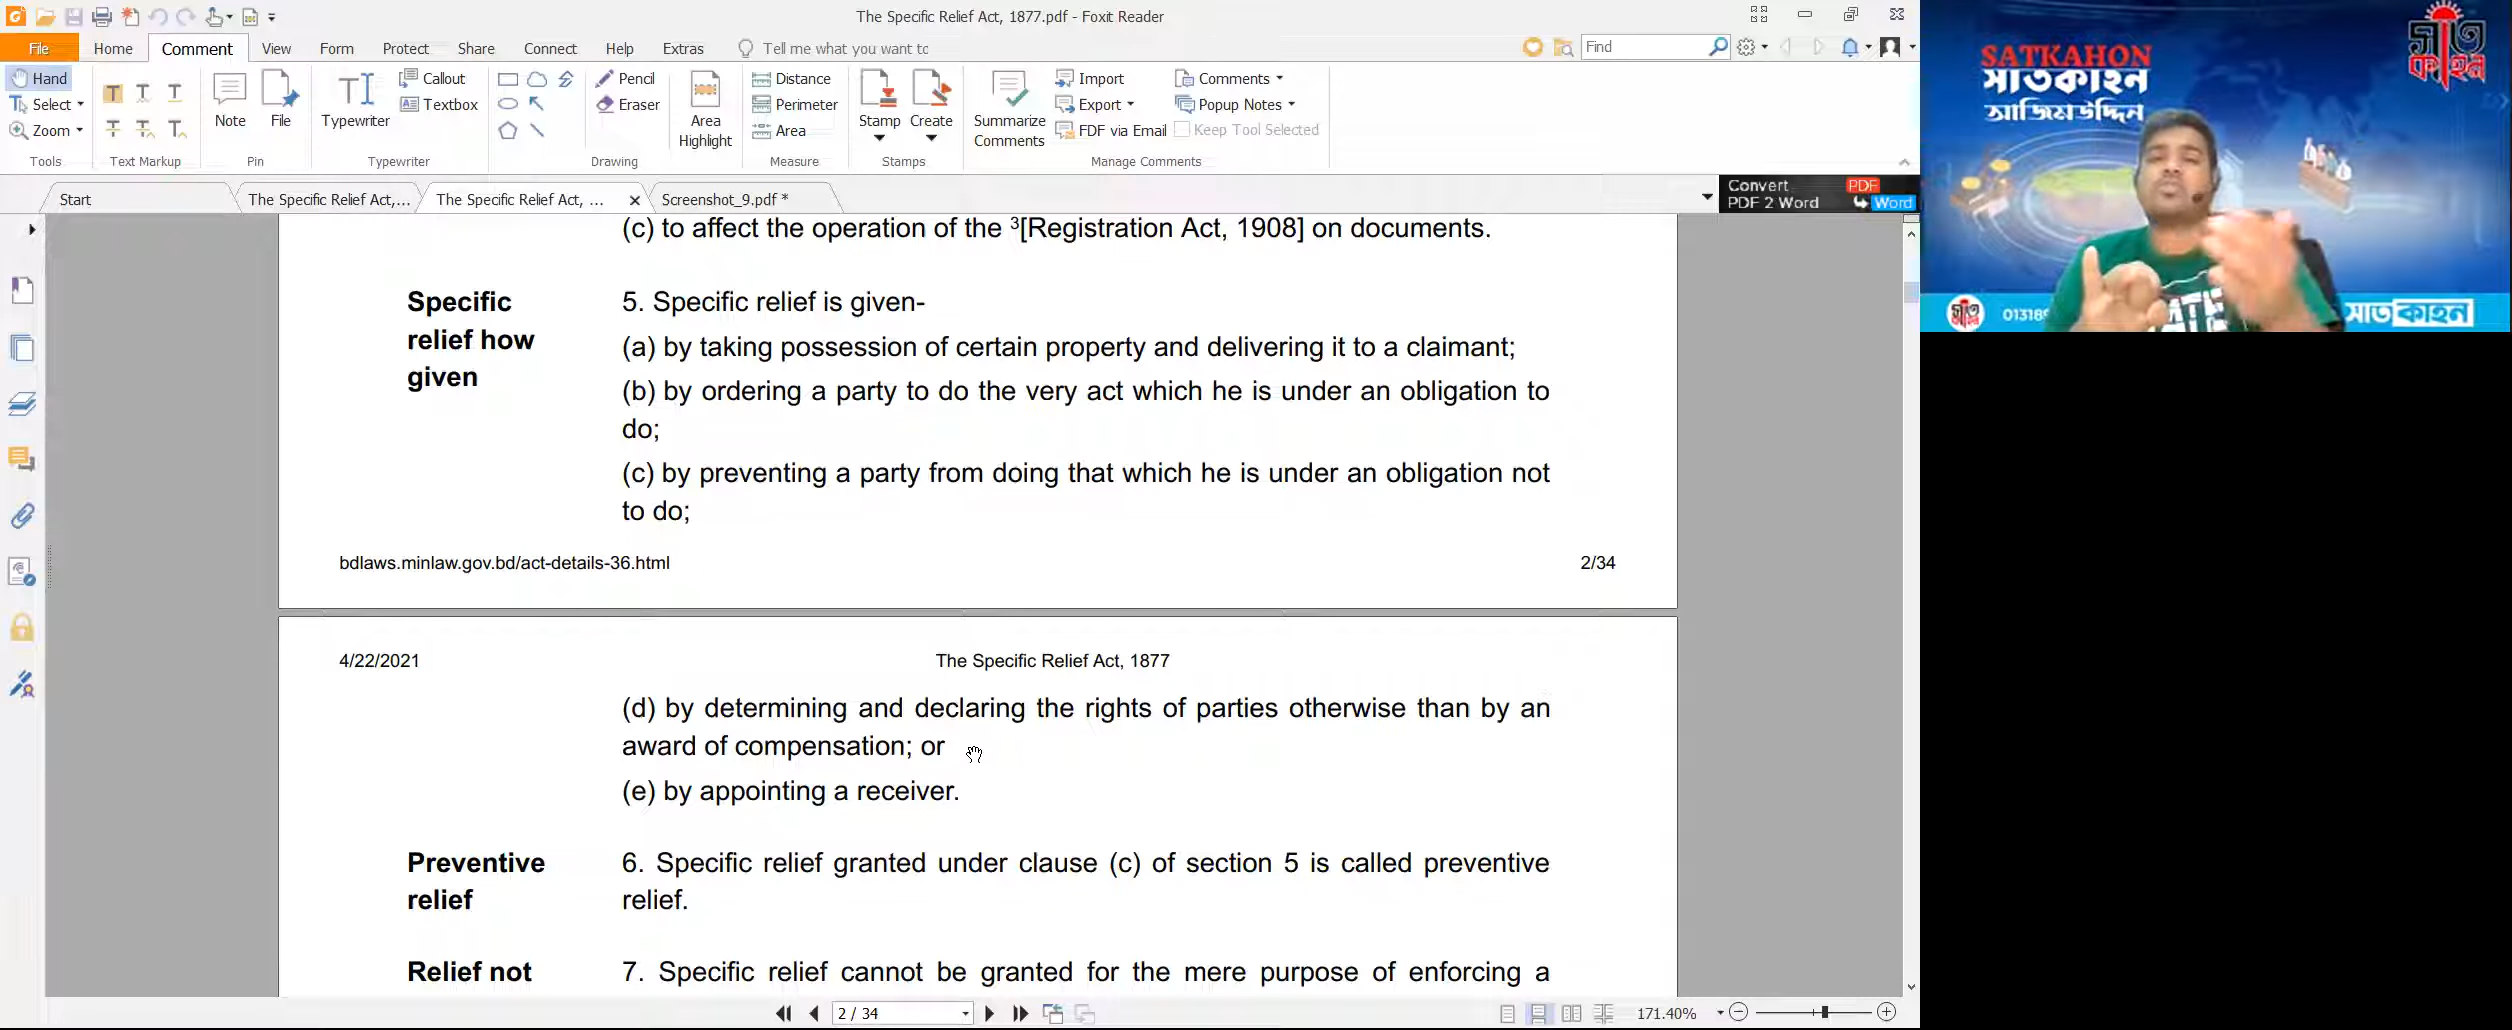 The Specific Relief Act, 1877.pdf - Foxit Reader
File Home Comment View Form Protect Share Connect Help Extras Tell me what you want to Find
Hand
Select
Zoom
Tools
Text Markup
Note
File
Pin
Typewriter
Typewriter
Callout
Textbox
Pencil
Eraser
Drawing
Area
Highlight
Distance
Perimeter
Area
Measure
Stamp
Create
Stamps
Summarize
Comments
Import
Export
FDF via Email
Comments
Popup Notes
Keep Tool Selected
Manage Comments
Start
The Specific Relief Act,...
The Specific Relief Act, ...
Screenshot_9.pdf *
Convert
PDF 2 Word
PDF
Word
(c) to affect the operation of the ³[Registration Act, 1908] on documents.
Specific
relief how
given
5. Specific relief is given-
(a) by taking possession of certain property and delivering it to a claimant;
(b) by ordering a party to do the very act which he is under an obligation to
do;
(c) by preventing a party from doing that which he is under an obligation not
to do;
bdlaws.minlaw.gov.bd/act-details-36.html 2/34
4/22/2021 The Specific Relief Act, 1877
(d) by determining and declaring the rights of parties otherwise than by an
award of compensation; or
(e) by appointing a receiver.
Preventive
relief
6. Specific relief granted under clause (c) of section 5 is called preventive
relief.
Relief not
7. Specific relief cannot be granted for the mere purpose of enforcing a
2 / 34
171.40%
SATKAHON
সাতকাহন
আজিম উদ্দিন
সাত
কাহন
01318
সাতকাহন